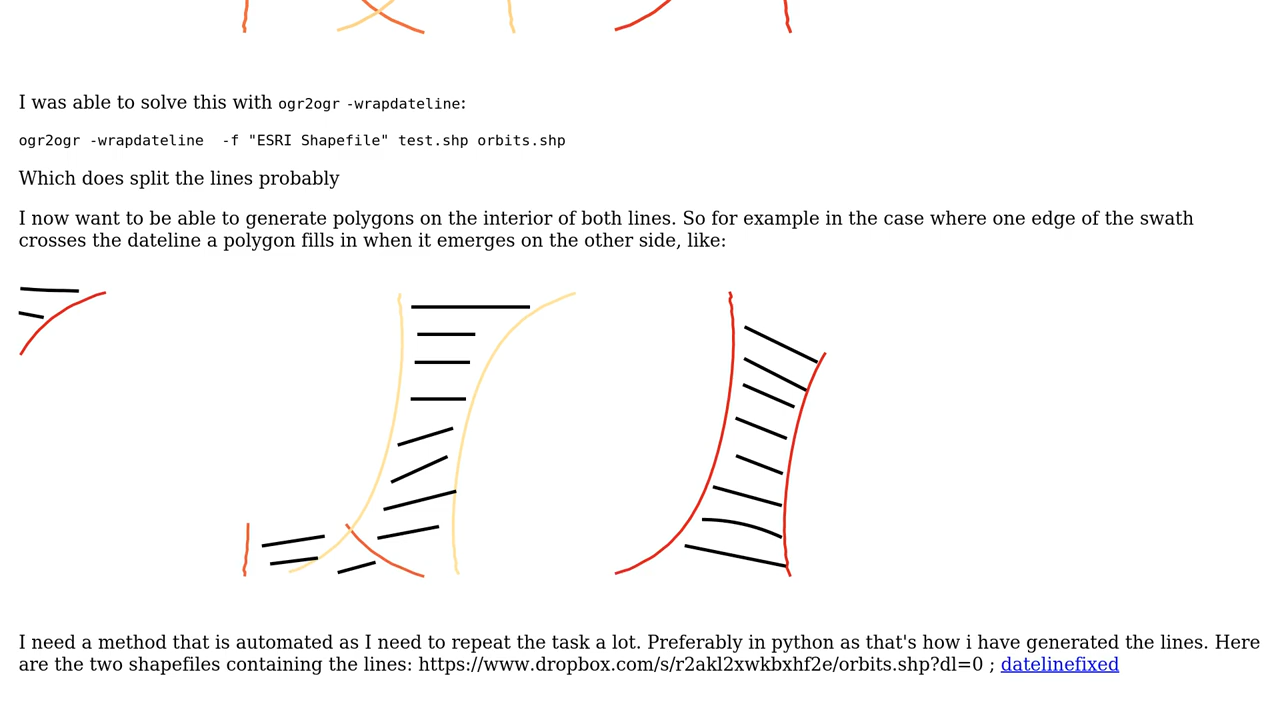 I was able to solve this with ogr2ogr -wrapdateline:
ogr2ogr -wrapdateline  -f "ESRI Shapefile" test.shp orbits.shp
Which does split the lines probably
I now want to be able to generate polygons on the interior of both lines. So for example in the case where one edge of the swath
crosses the dateline a polygon fills in when it emerges on the other side, like:
I need a method that is automated as I need to repeat the task a lot. Preferably in python as that's how i have generated the lines. Here
are the two shapefiles containing the lines: https://www.dropbox.com/s/r2akl2xwkbxhf2e/orbits.shp?dl=0 ; datelinefixed